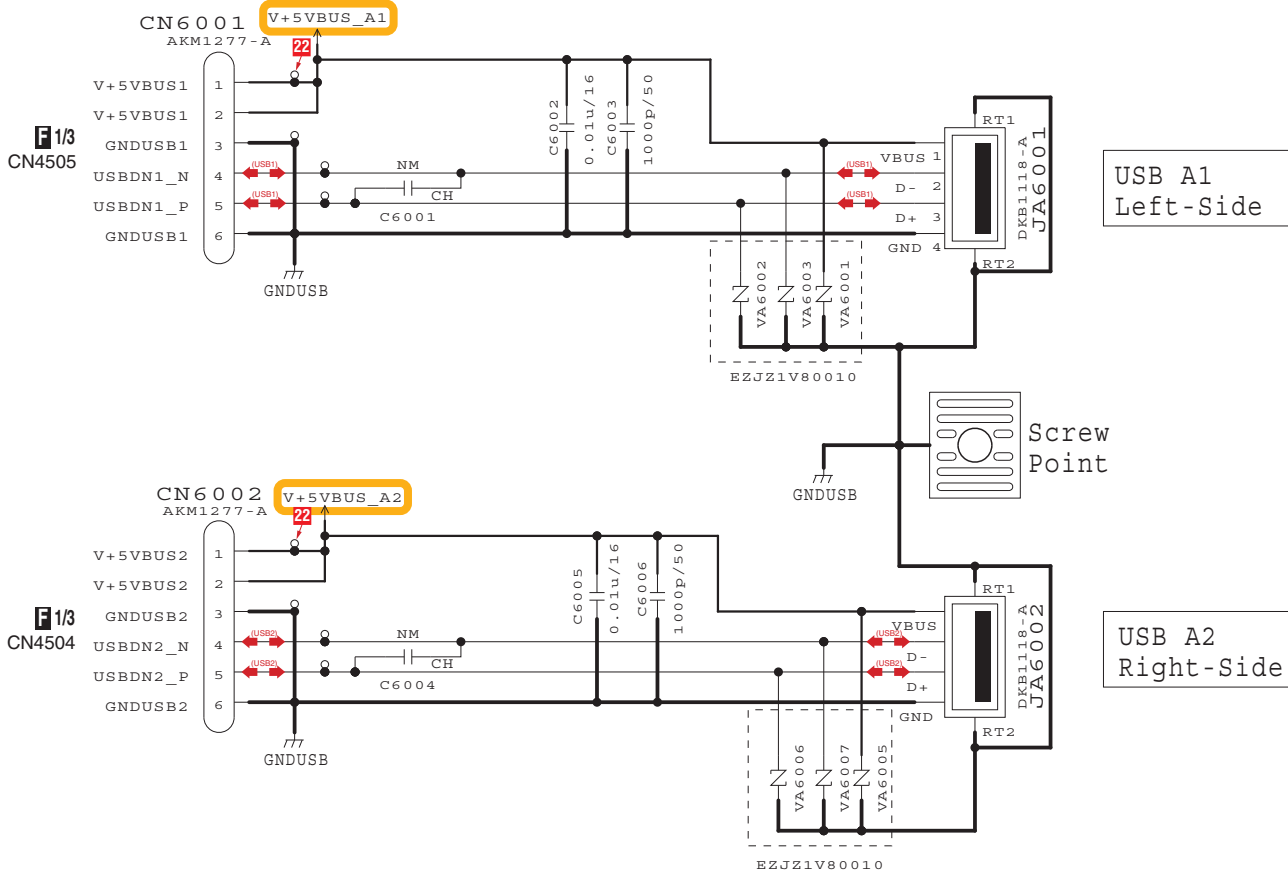 CN6001
AKM1277-A
V+5VBUS_A1
22
V+5VBUS1 1
V+5VBUS1 2
GNDUSB1 3
USBDN1_N 4
USBDN1_P 5
GNDUSB1 6
F 1/3
CN4505
(USB1)
(USB1)
NM
CH
C6001
GNDUSB
C6002
0.01u/16
C6003
1000p/50
(USB1)
(USB1)
VBUS 1
D- 2
D+ 3
GND 4
RT1
RT2
DKB1118-A
JA6001
VA6002
VA6003
VA6001
EZJZ1V80010
USB A1
Left-Side
Screw
Point
GNDUSB
CN6002
AKM1277-A
V+5VBUS_A2
22
V+5VBUS2 1
V+5VBUS2 2
GNDUSB2 3
USBDN2_N 4
USBDN2_P 5
GNDUSB2 6
F 1/3
CN4504
(USB2)
(USB2)
NM
CH
C6004
GNDUSB
C6005
0.01u/16
C6006
1000p/50
(USB2)
(USB2)
VBUS
D-
D+
GND
RT1
RT2
DKB1118-A
JA6002
VA6006
VA6007
VA6005
EZJZ1V80010
USB A2
Right-Side